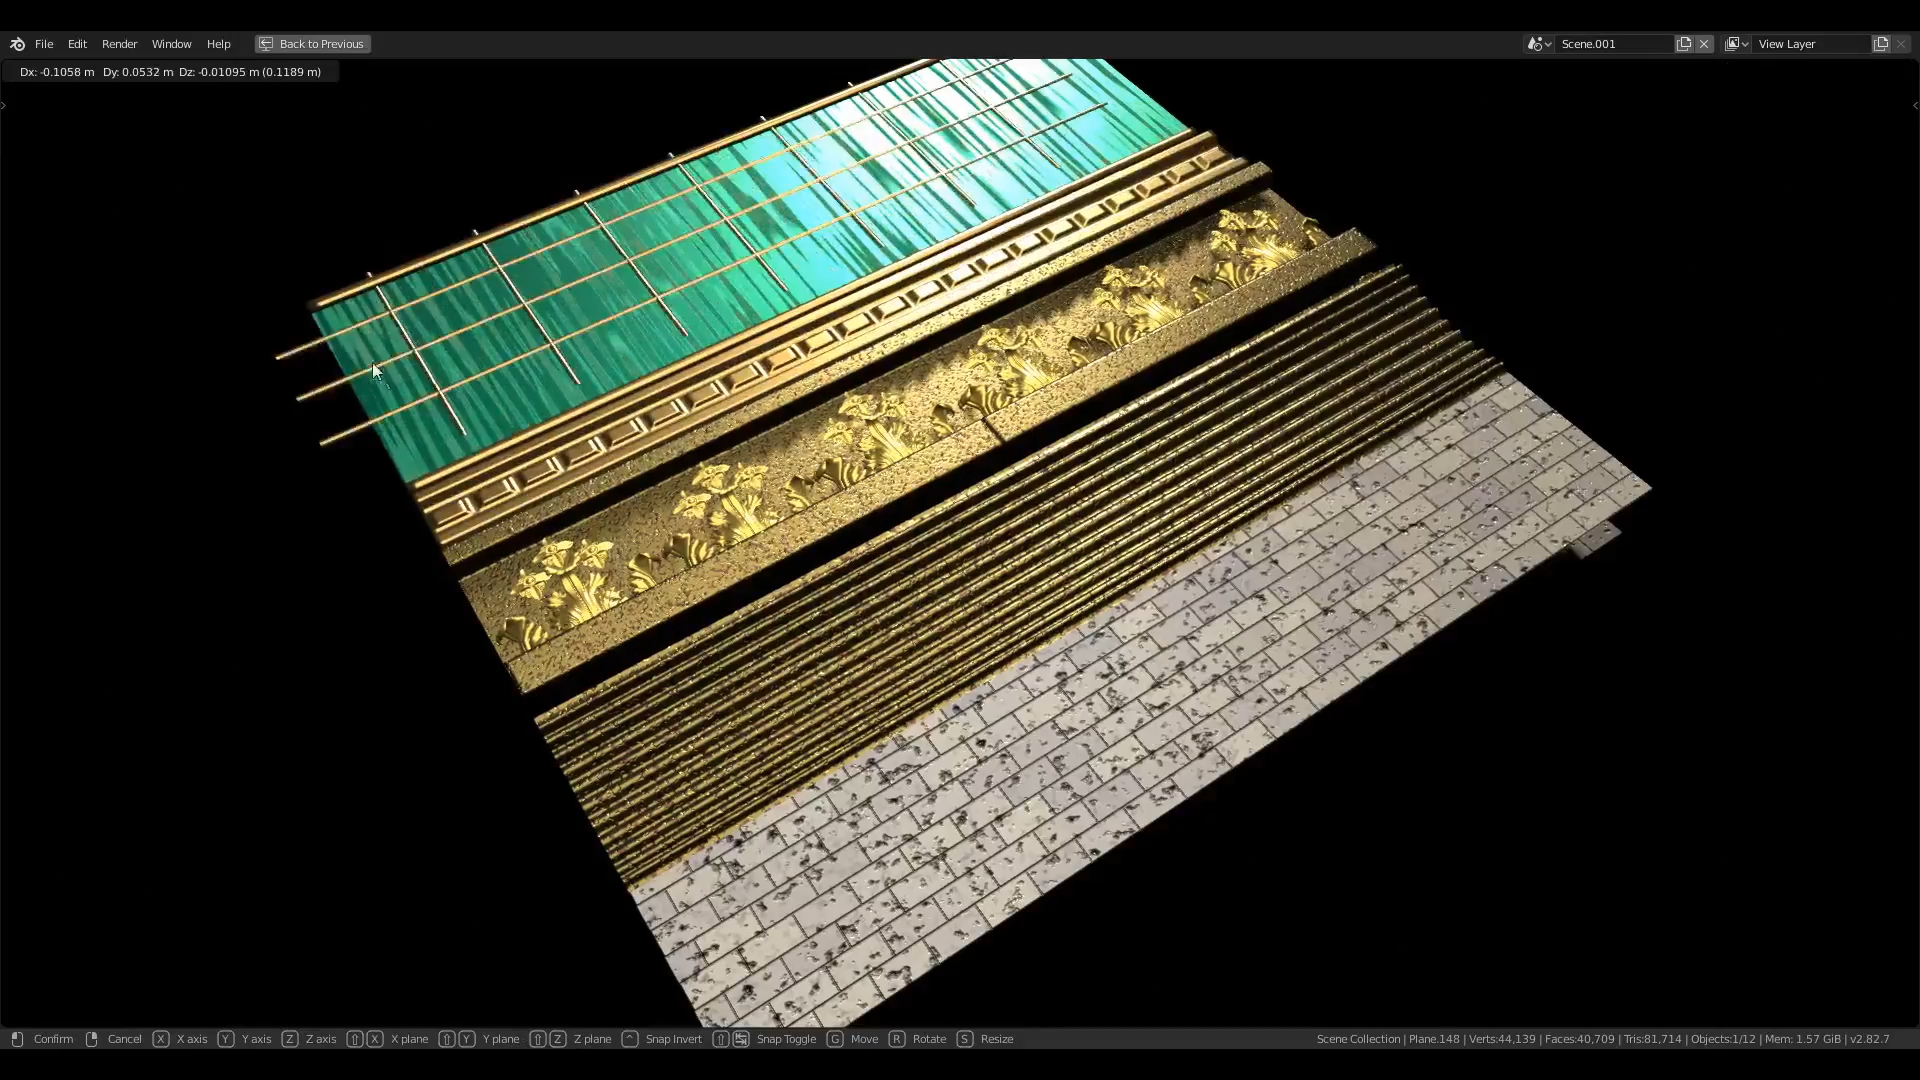 File Edit Render Window Help Back to Previous Scene.001 View Layer
Dx: -0.1058 m Dy: 0.0532 m Dz: -0.01095 m (0.1189 m)
Confirm Cancel X X axis Y Y axis Z Z axis X X plane Y Y plane Z Z plane ^ Snap Invert Snap Toggle G Move R Rotate S Resize Scene Collection | Plane.148 | Verts:44,139 | Faces:40,709 | Tris:81,714 | Objects:1/12 | Mem: 1.57 GiB | v2.82.7